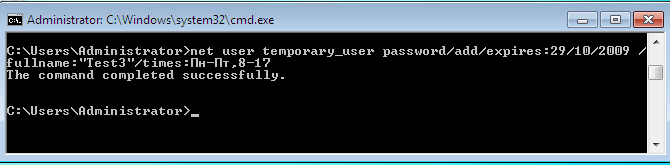 Administrator: C:\Windows\system32\cmd.exe
C:\Users\Administrator>net user temporary_user password/add/expires:29/10/2009 /
fullname:"Test3"/times:Пн-Пт,8-17
The command completed successfully.
C:\Users\Administrator>_